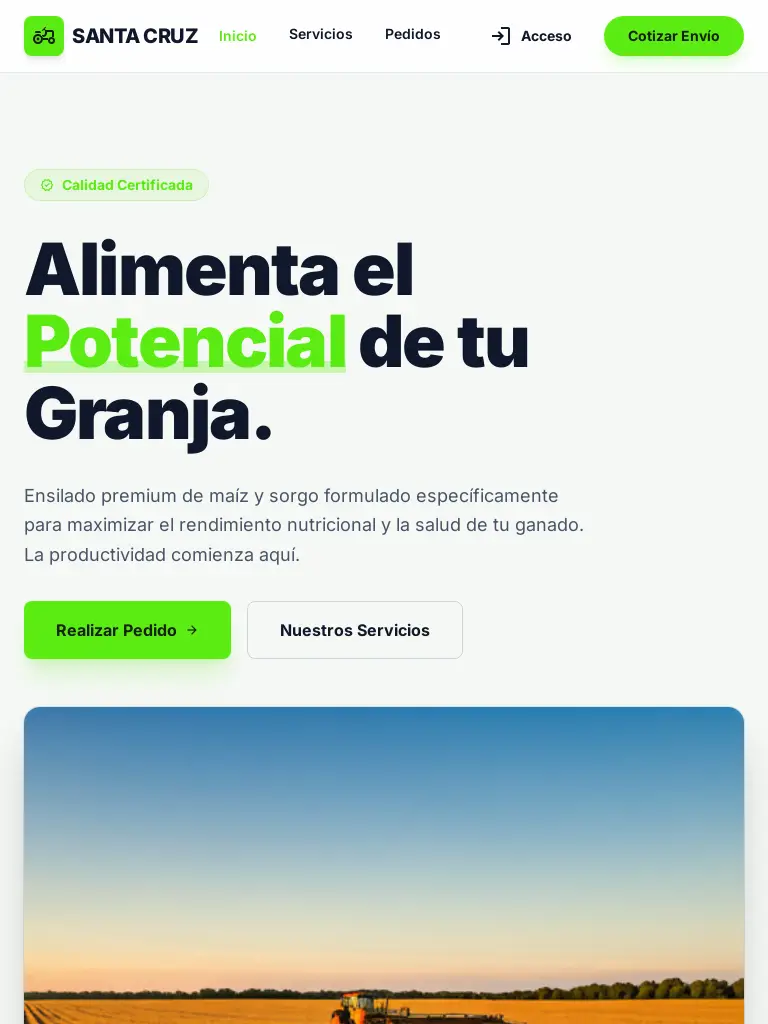 SANTA CRUZ
Inicio
Servicios
Pedidos
Acceso
Cotizar Envío
Calidad Certificada
Alimenta el
Potencial de tu
Granja.
Ensilado premium de maíz y sorgo formulado específicamente
para maximizar el rendimiento nutricional y la salud de tu ganado.
La productividad comienza aquí.
Realizar Pedido
Nuestros Servicios